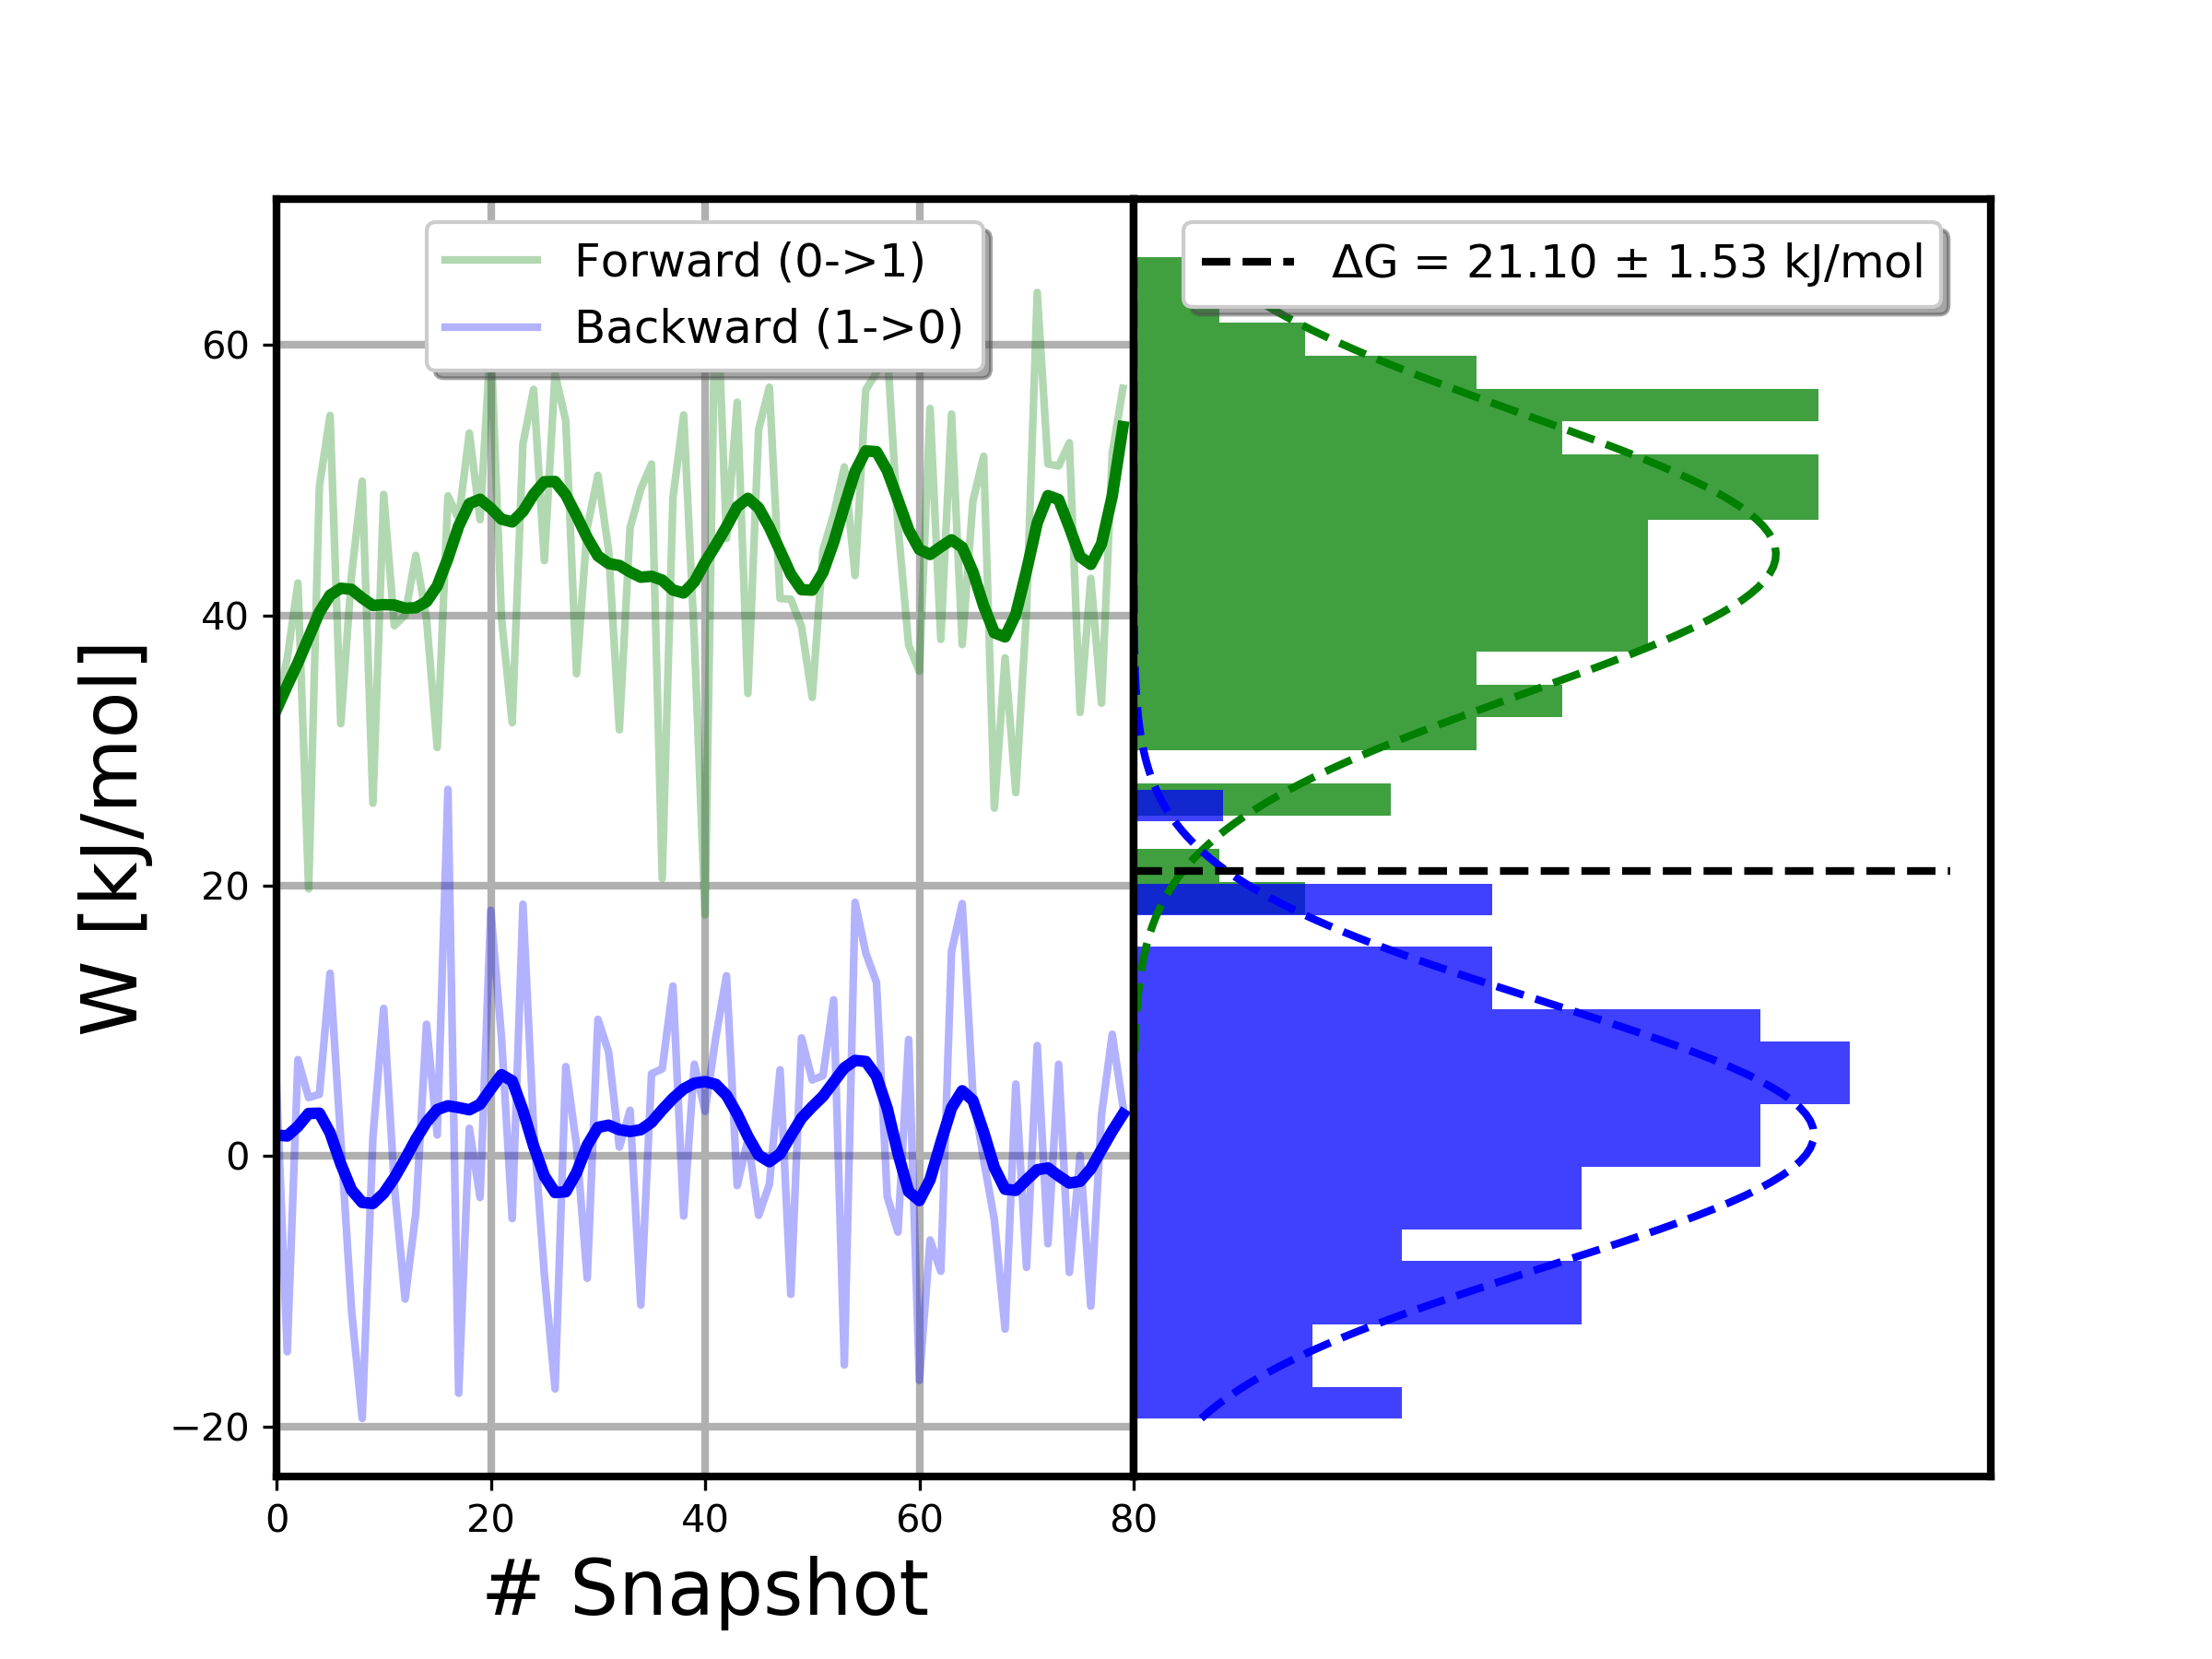 Forward (0->1)
Backward (1->0)
ΔG = 21.10 ± 1.53 kJ/mol
W [kJ/mol]
60
40
20
0
−20
0 20 40 60 80
# Snapshot